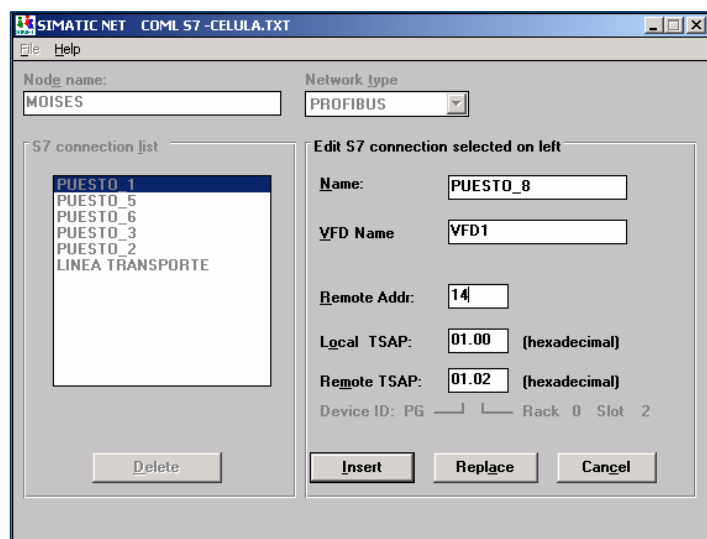 SIMATIC NET COML S7 -CELULA.TXT
File Help
Node name:
MOISES
Network type
PROFIBUS
S7 connection list
PUESTO_1
PUESTO_5
PUESTO_6
PUESTO_3
PUESTO_2
LINEA TRANSPORTE
Delete
Edit S7 connection selected on left
Name: PUESTO_8
VFD Name VFD1
Remote Addr: 14
Local TSAP: 01.00 (hexadecimal)
Remote TSAP: 01.02 (hexadecimal)
Device ID: PG Rack 0 Slot 2
Insert Replace Cancel